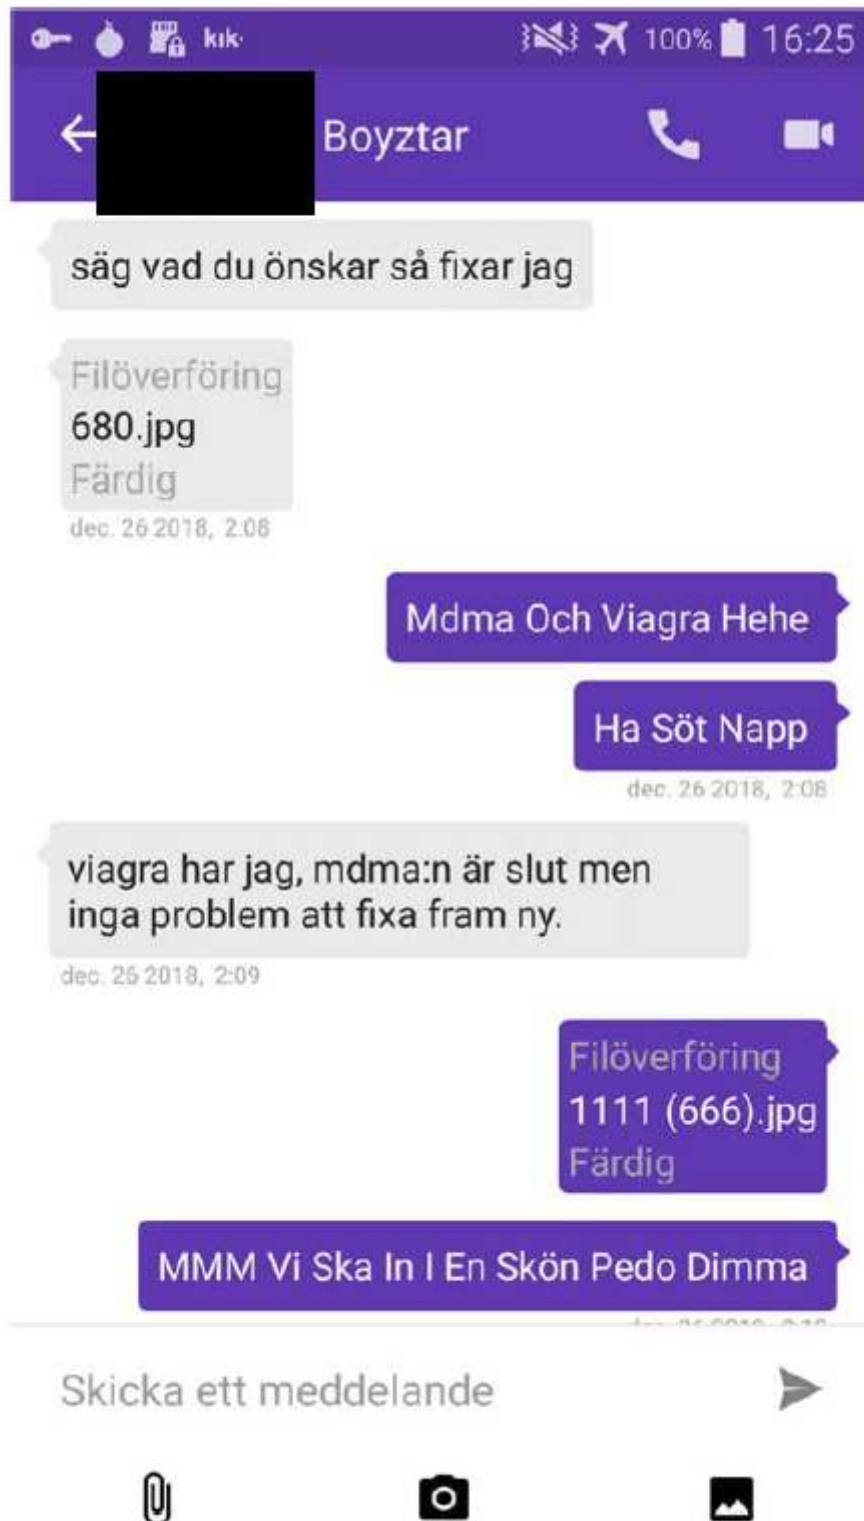 kik·
100% 16:25
Boyztar
säg vad du önskar så fixar jag
Filöverföring
680.jpg
Färdig
dec. 26 2018, 2:08
Mdma Och Viagra Hehe
Ha Söt Napp
dec. 26 2018, 2:08
viagra har jag, mdma:n är slut men
inga problem att fixa fram ny.
dec. 26 2018, 2:09
Filöverföring
1111 (666).jpg
Färdig
MMM Vi Ska In I En Skön Pedo Dimma
Skicka ett meddelande